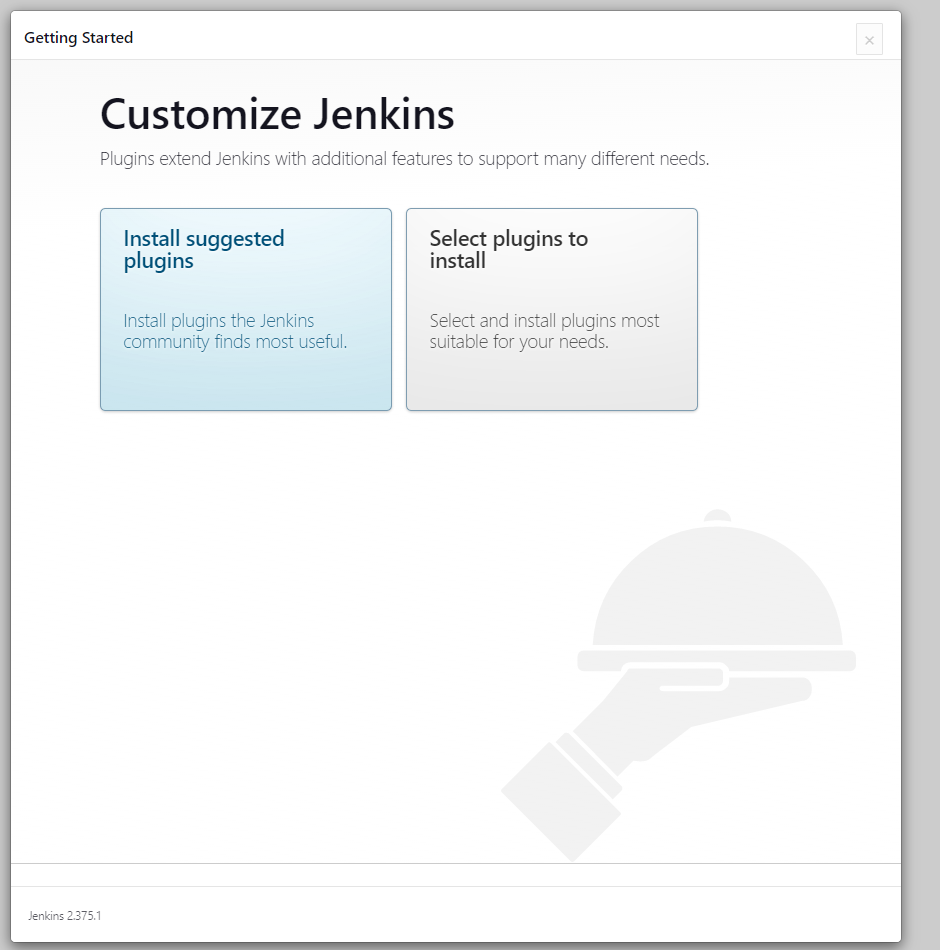 Getting Started
×
Customize Jenkins
Plugins extend Jenkins with additional features to support many different needs.
Install suggested
plugins
Install plugins the Jenkins
community finds most useful.
Select plugins to
install
Select and install plugins most
suitable for your needs.
Jenkins 2.375.1